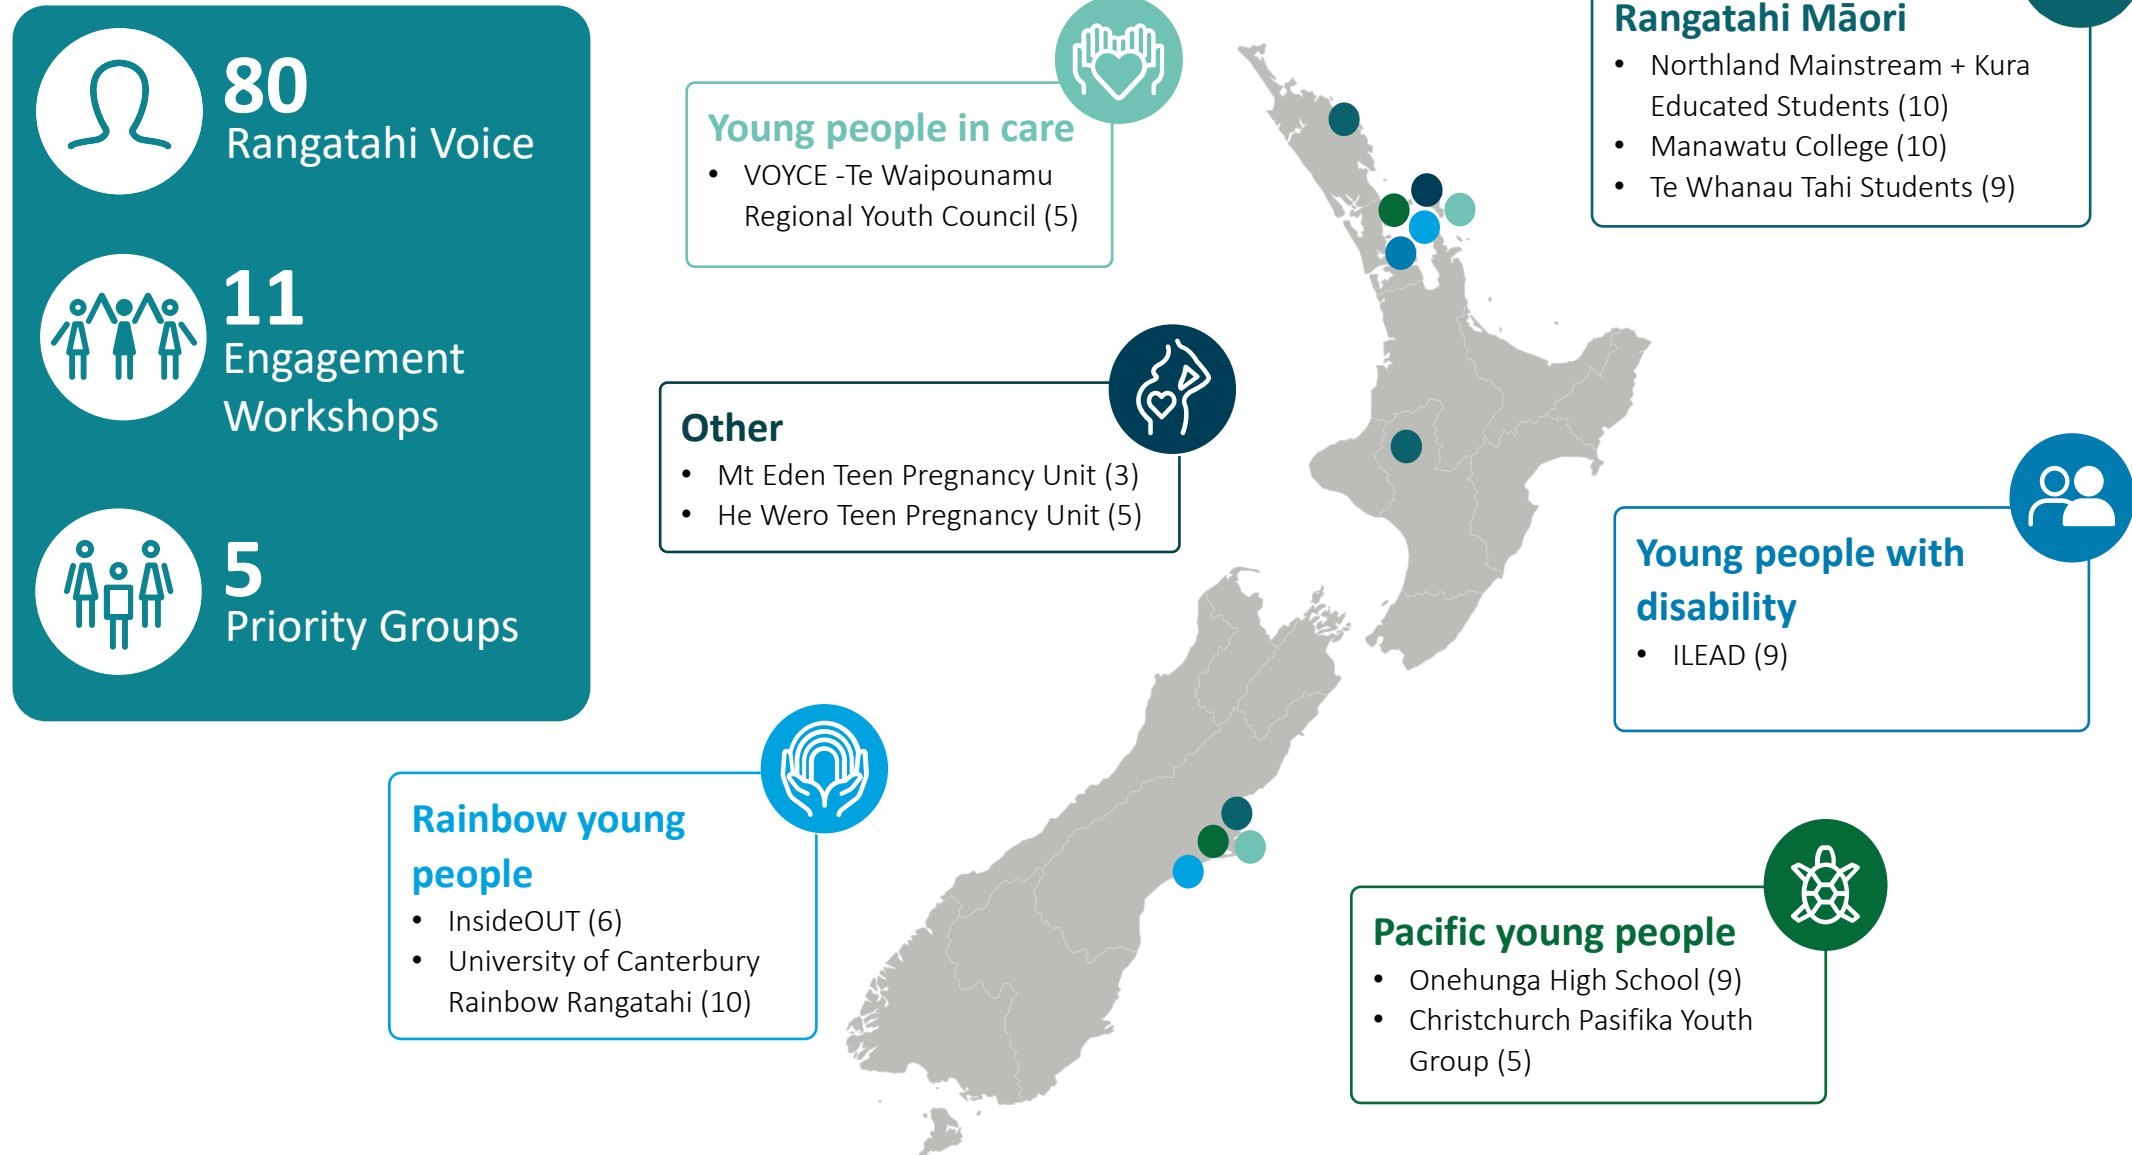 80
Rangatahi Voice
11
Engagement
Workshops
5
Priority Groups
Young people in care
• VOYCE -Te Waipounamu
Regional Youth Council (5)
Rangatahi Māori
• Northland Mainstream + Kura
Educated Students (10)
• Manawatu College (10)
• Te Whanau Tahi Students (9)
Other
• Mt Eden Teen Pregnancy Unit (3)
• He Wero Teen Pregnancy Unit (5)
Young people with
disability
• ILEAD (9)
Rainbow young
people
• InsideOUT (6)
• University of Canterbury
Rainbow Rangatahi (10)
Pacific young people
• Onehunga High School (9)
• Christchurch Pasifika Youth
Group (5)